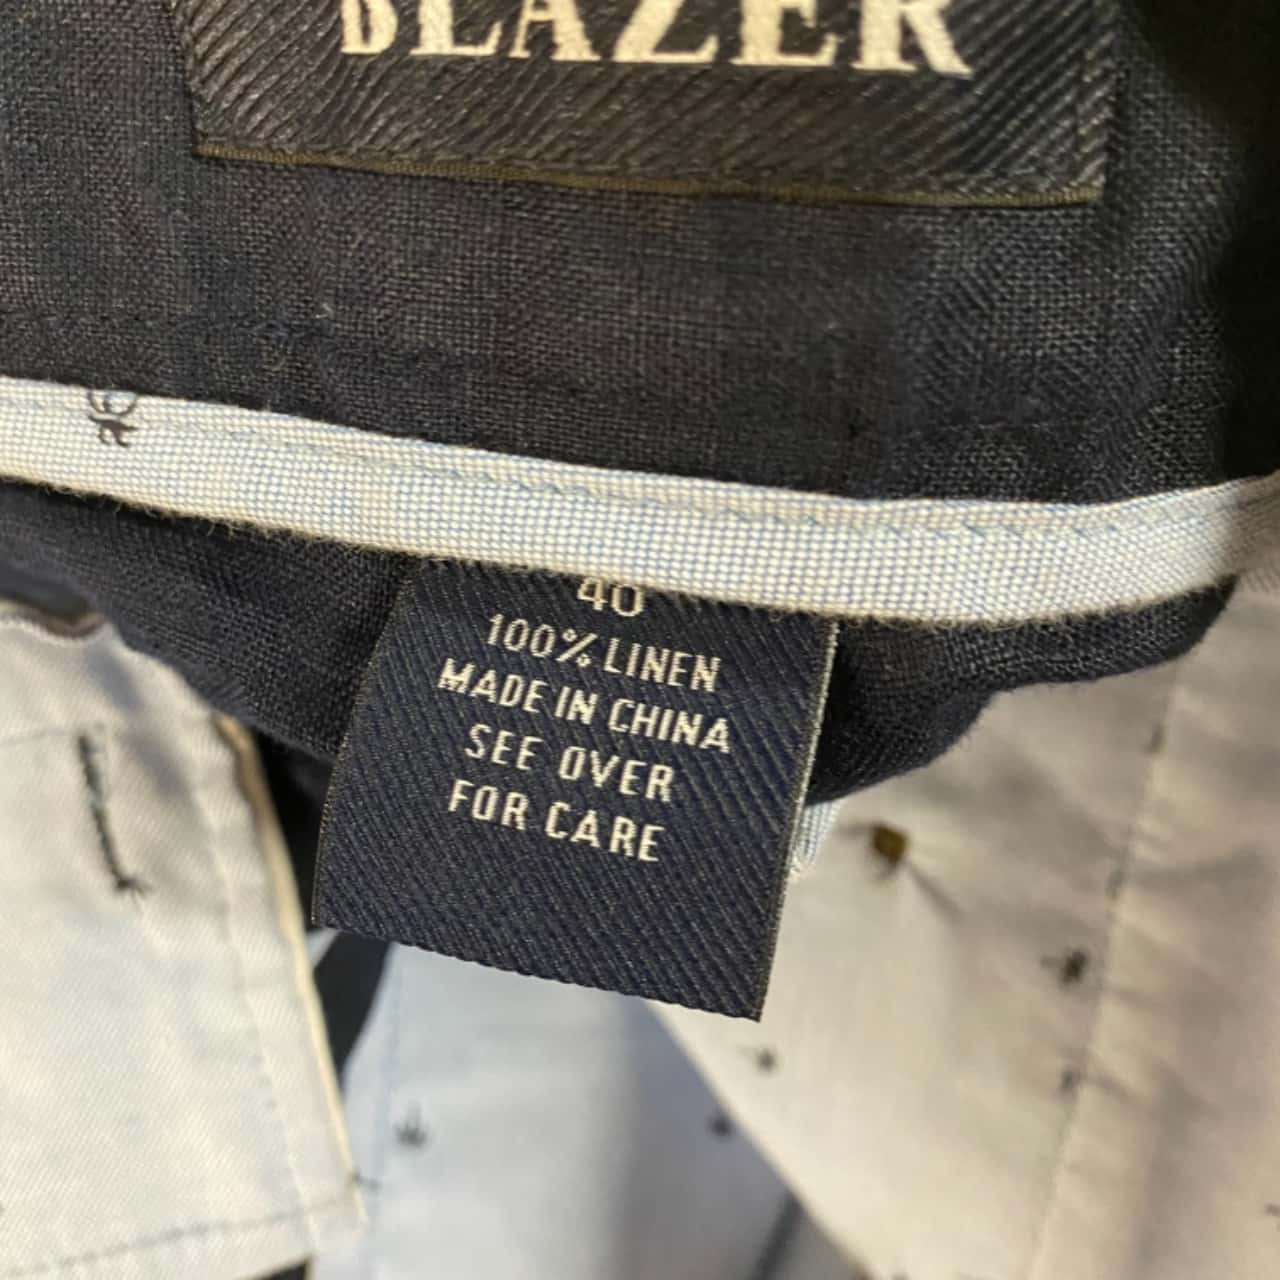 BLAZER
40
100% LINEN
MADE IN CHINA
SEE OVER
FOR CARE